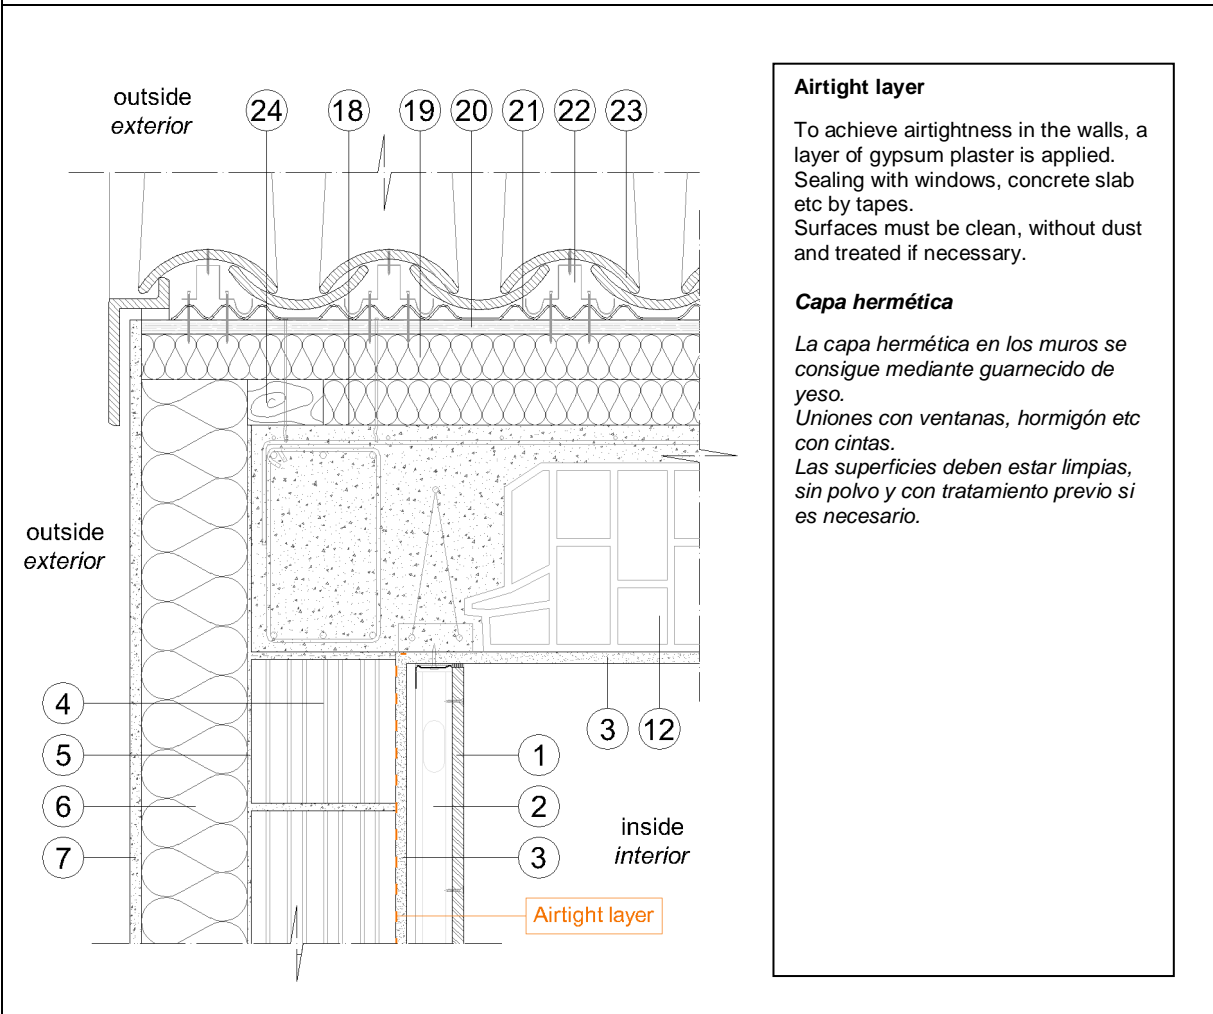 outside
exterior
24 18 19 20 21 22 23
outside
exterior
4
5
6
7
3 12
1
2
3
inside
interior
Airtight layer
Airtight layer
To achieve airtightness in the walls, a
layer of gypsum plaster is applied.
Sealing with windows, concrete slab
etc by tapes.
Surfaces must be clean, without dust
and treated if necessary.
Capa hermética
La capa hermética en los muros se
consigue mediante guarnecido de
yeso.
Uniones con ventanas, hormigón etc
con cintas.
Las superficies deben estar limpias,
sin polvo y con tratamiento previo si
es necesario.